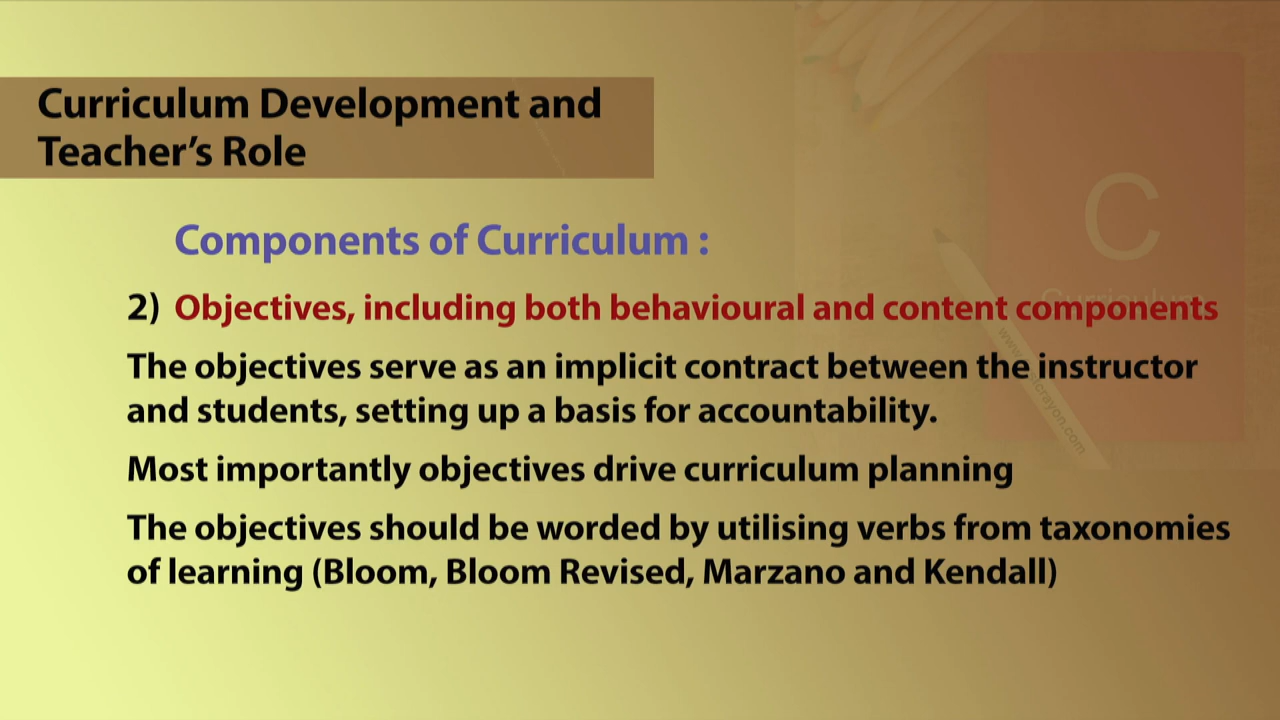 Curriculum Development and
Teacher's Role
C
Components of Curriculum :
2) Objectives, including both behavioural and content components
The objectives serve as an implicit contract between the instructor
and students, setting up a basis for accountability.
Most importantly objectives drive curriculum planning
The objectives should be worded by utilising verbs from taxonomies
of learning (Bloom, Bloom Revised, Marzano and Kendall)